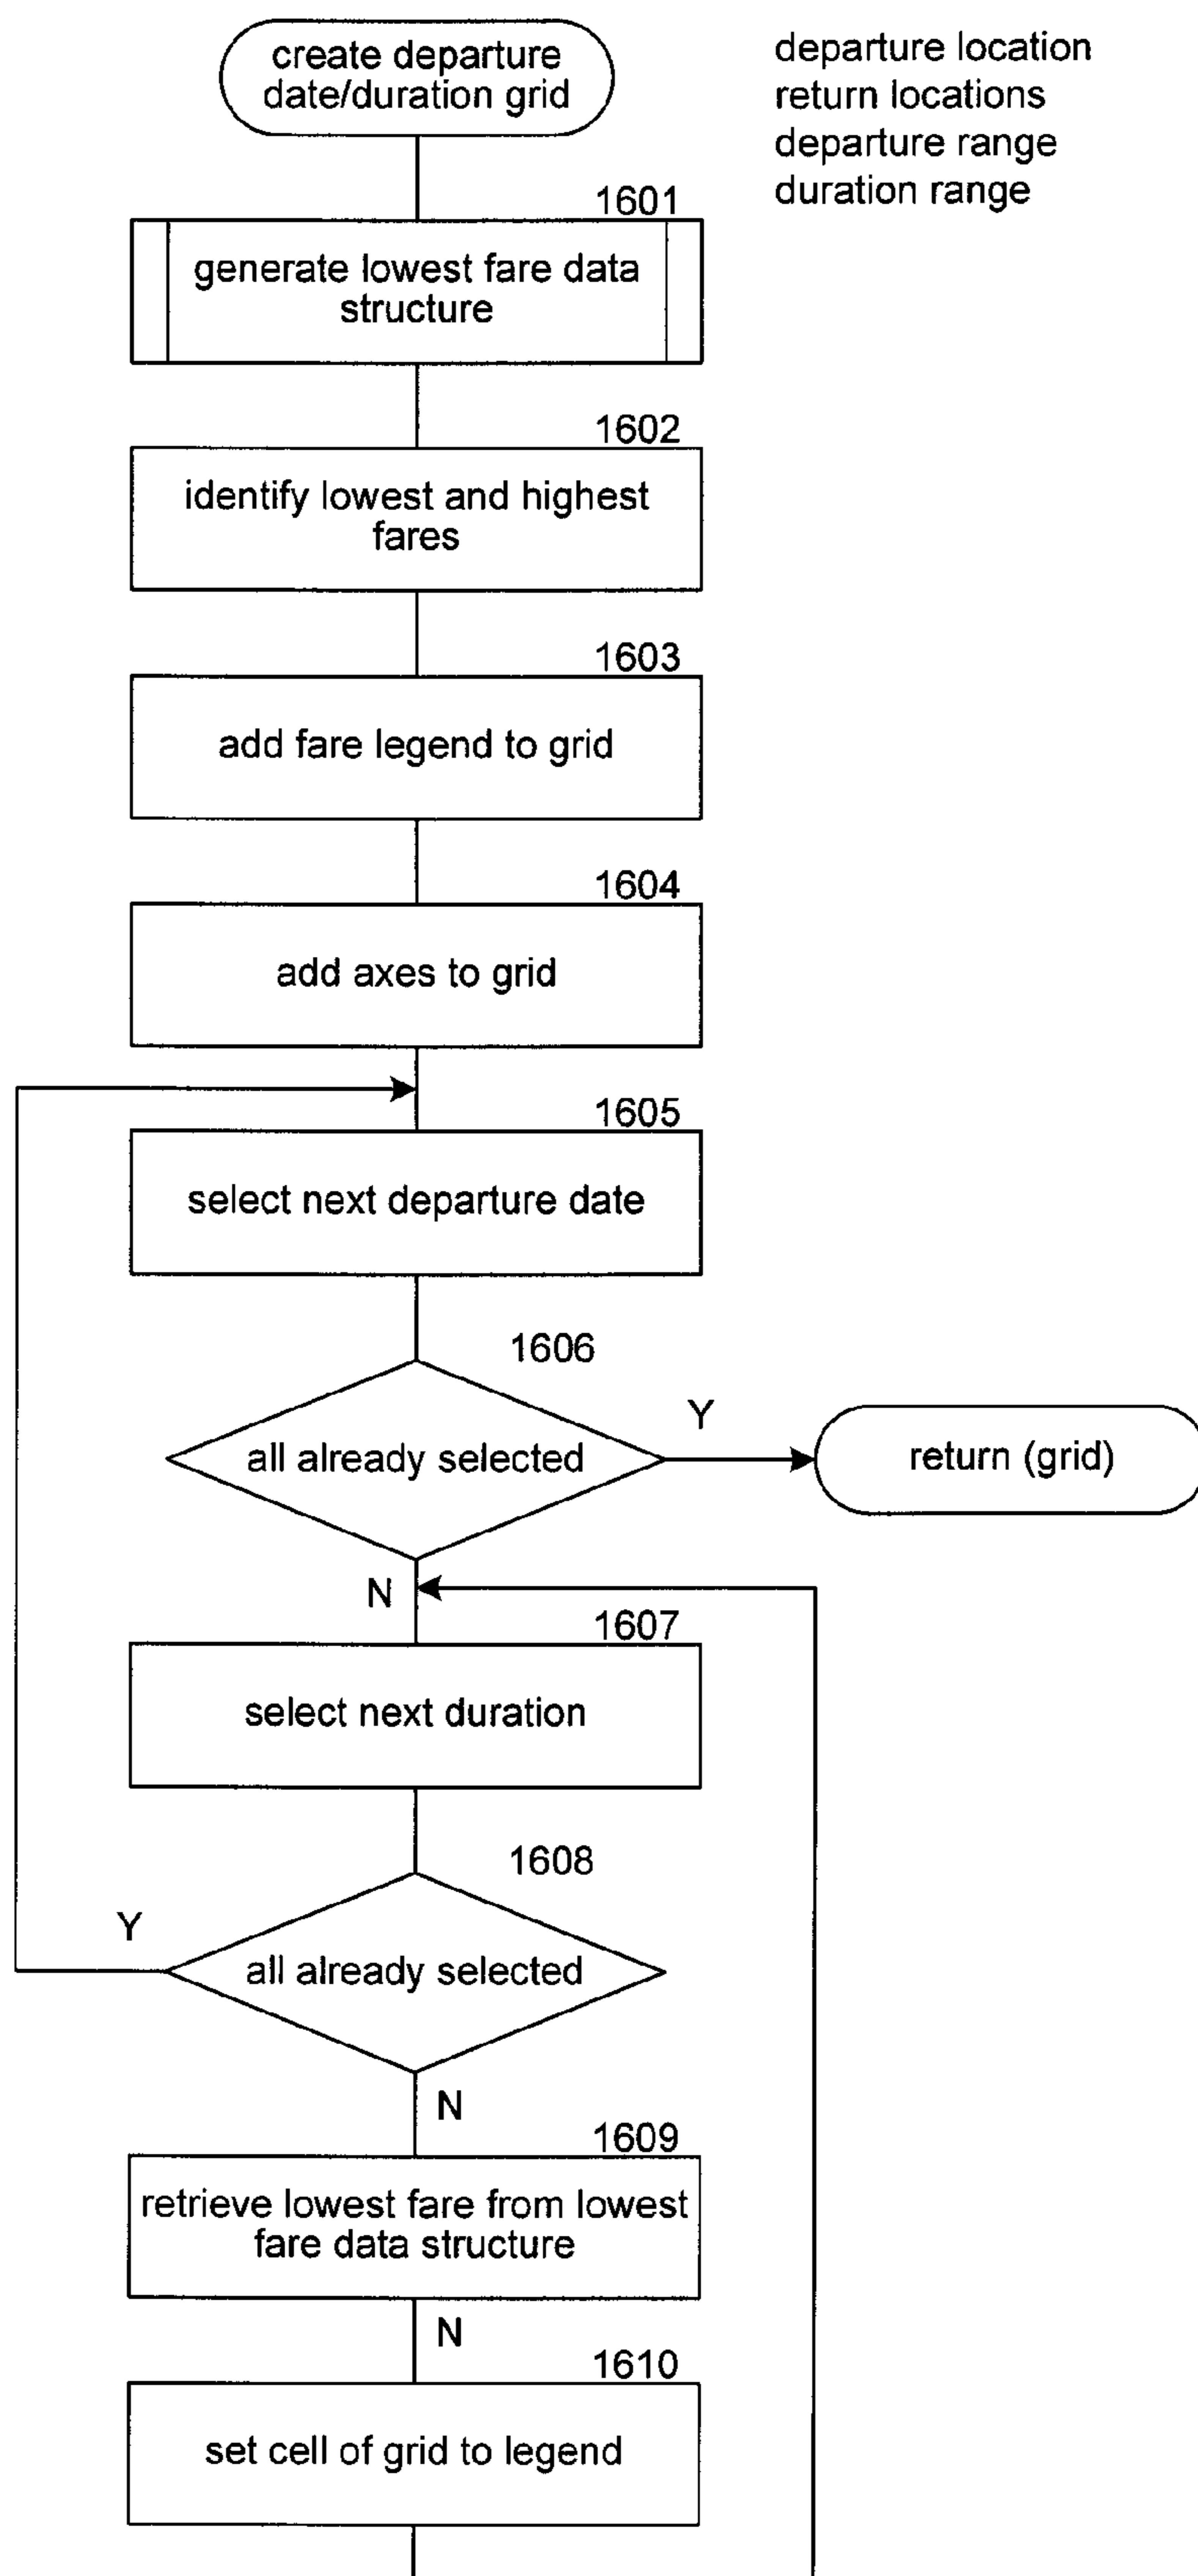 create departure
date/duration grid
departure location
return locations
departure range
duration range
1601
generate lowest fare data
structure
1602
identify lowest and highest
fares
1603
add fare legend to grid
1604
add axes to grid
1605
select next departure date
1606
all already selected
Y
return (grid)
N
1607
select next duration
1608
Y
all already selected
N
1609
retrieve lowest fare from lowest
fare data structure
N
1610
set cell of grid to legend